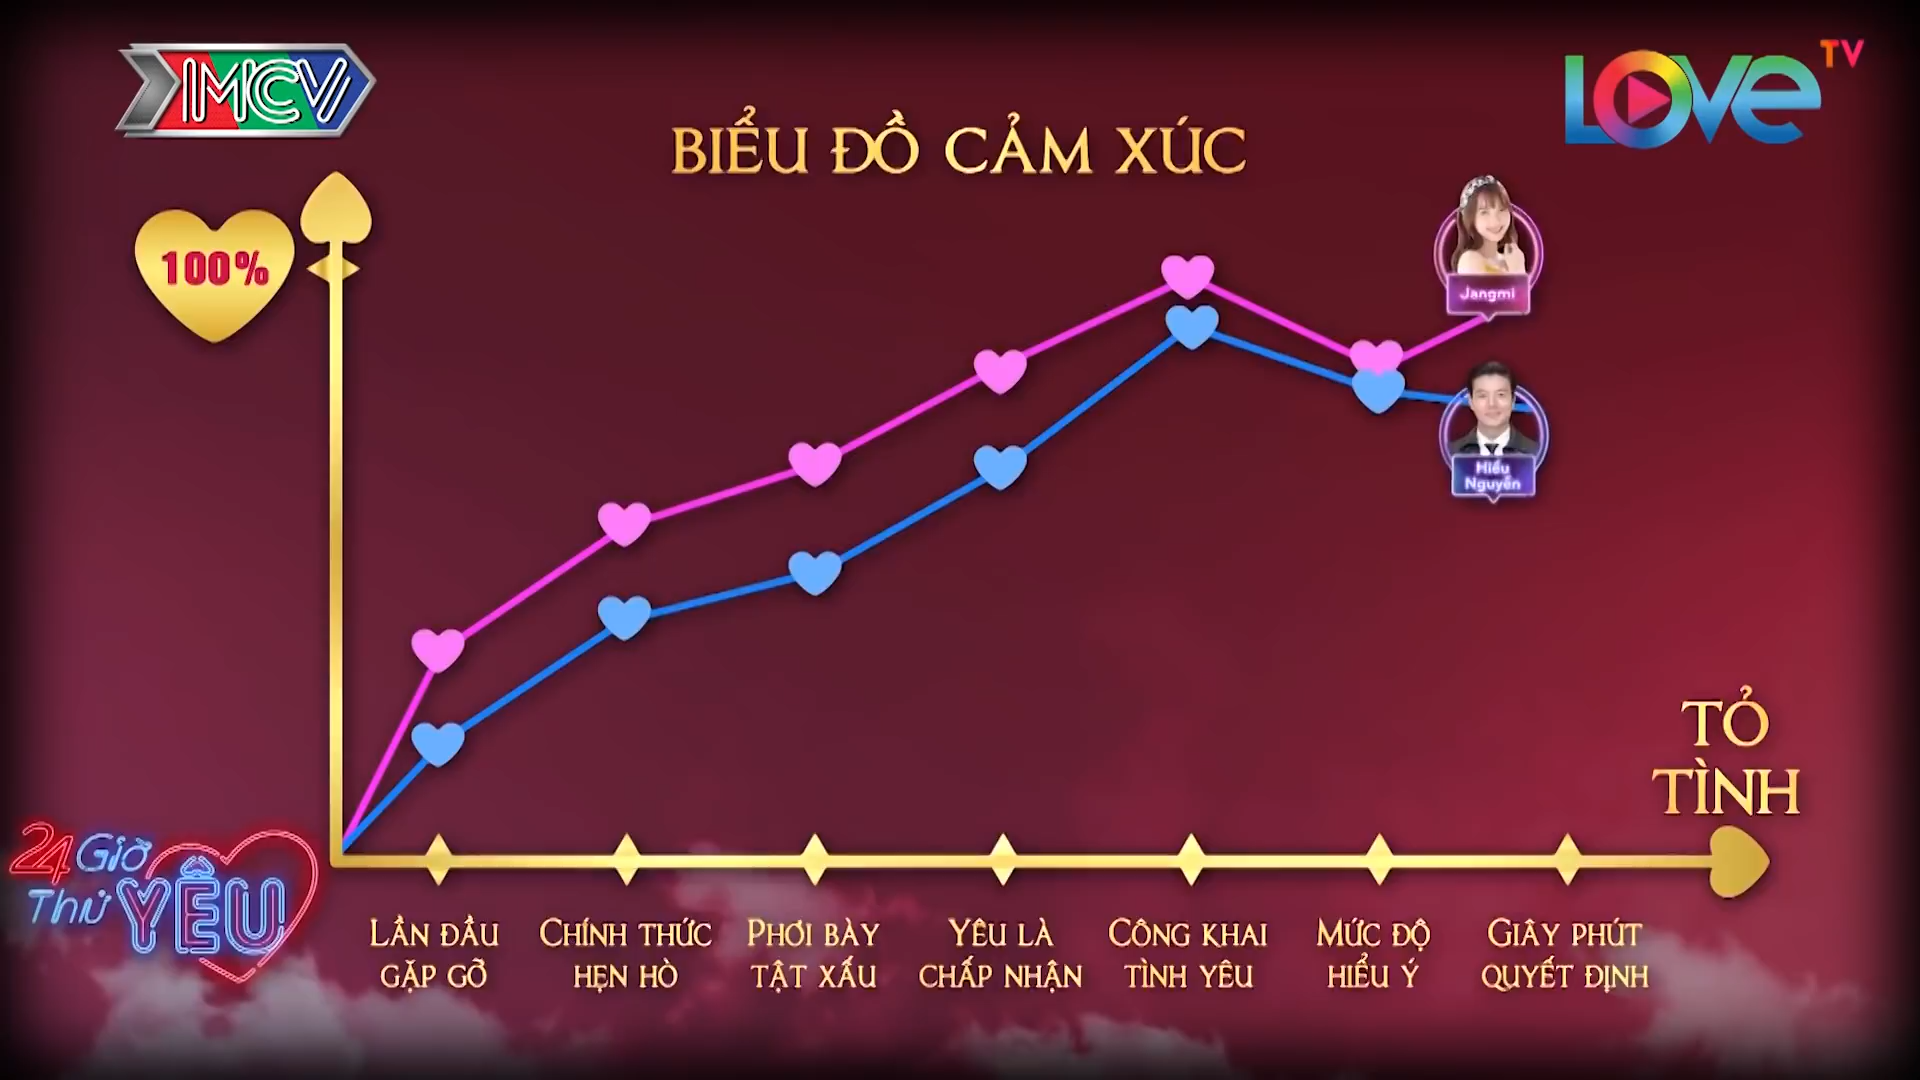 MCV
LOVE TV
BIỂU ĐỒ CẢM XÚC
100%
Jangmi
Hiếu
Nguyễn
TỎ
TÌNH
24 Giờ
Thử YÊU
LẦN ĐẦU
GẶP GỠ
CHÍNH THỨC
HẸN HÒ
PHƠI BÀY
TẬT XẤU
YÊU LÀ
CHẤP NHẬN
CÔNG KHAI
TÌNH YÊU
MỨC ĐỘ
HIỂU Ý
GIÂY PHÚT
QUYẾT ĐỊNH